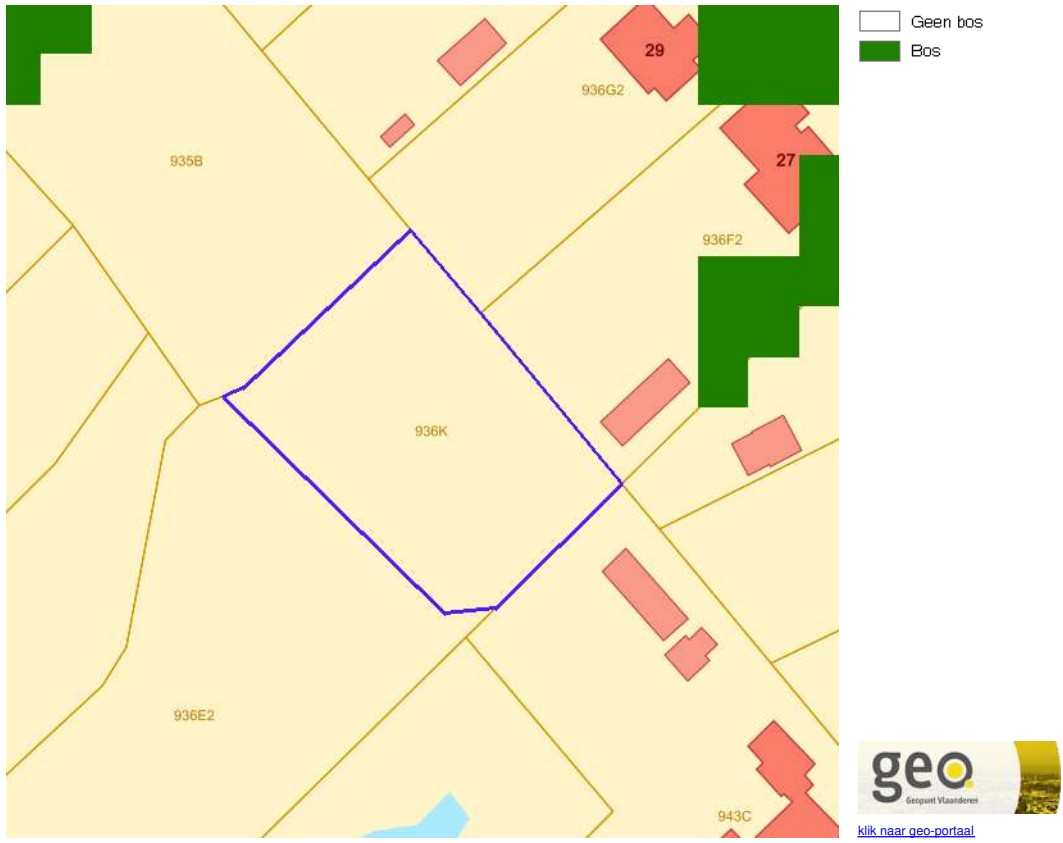 Geen bos
Bos
29
936G2
935B
27
936F2
936K
936E2
943C
geo.
Geopunt Vlaanderen
klik naar geo-portaal